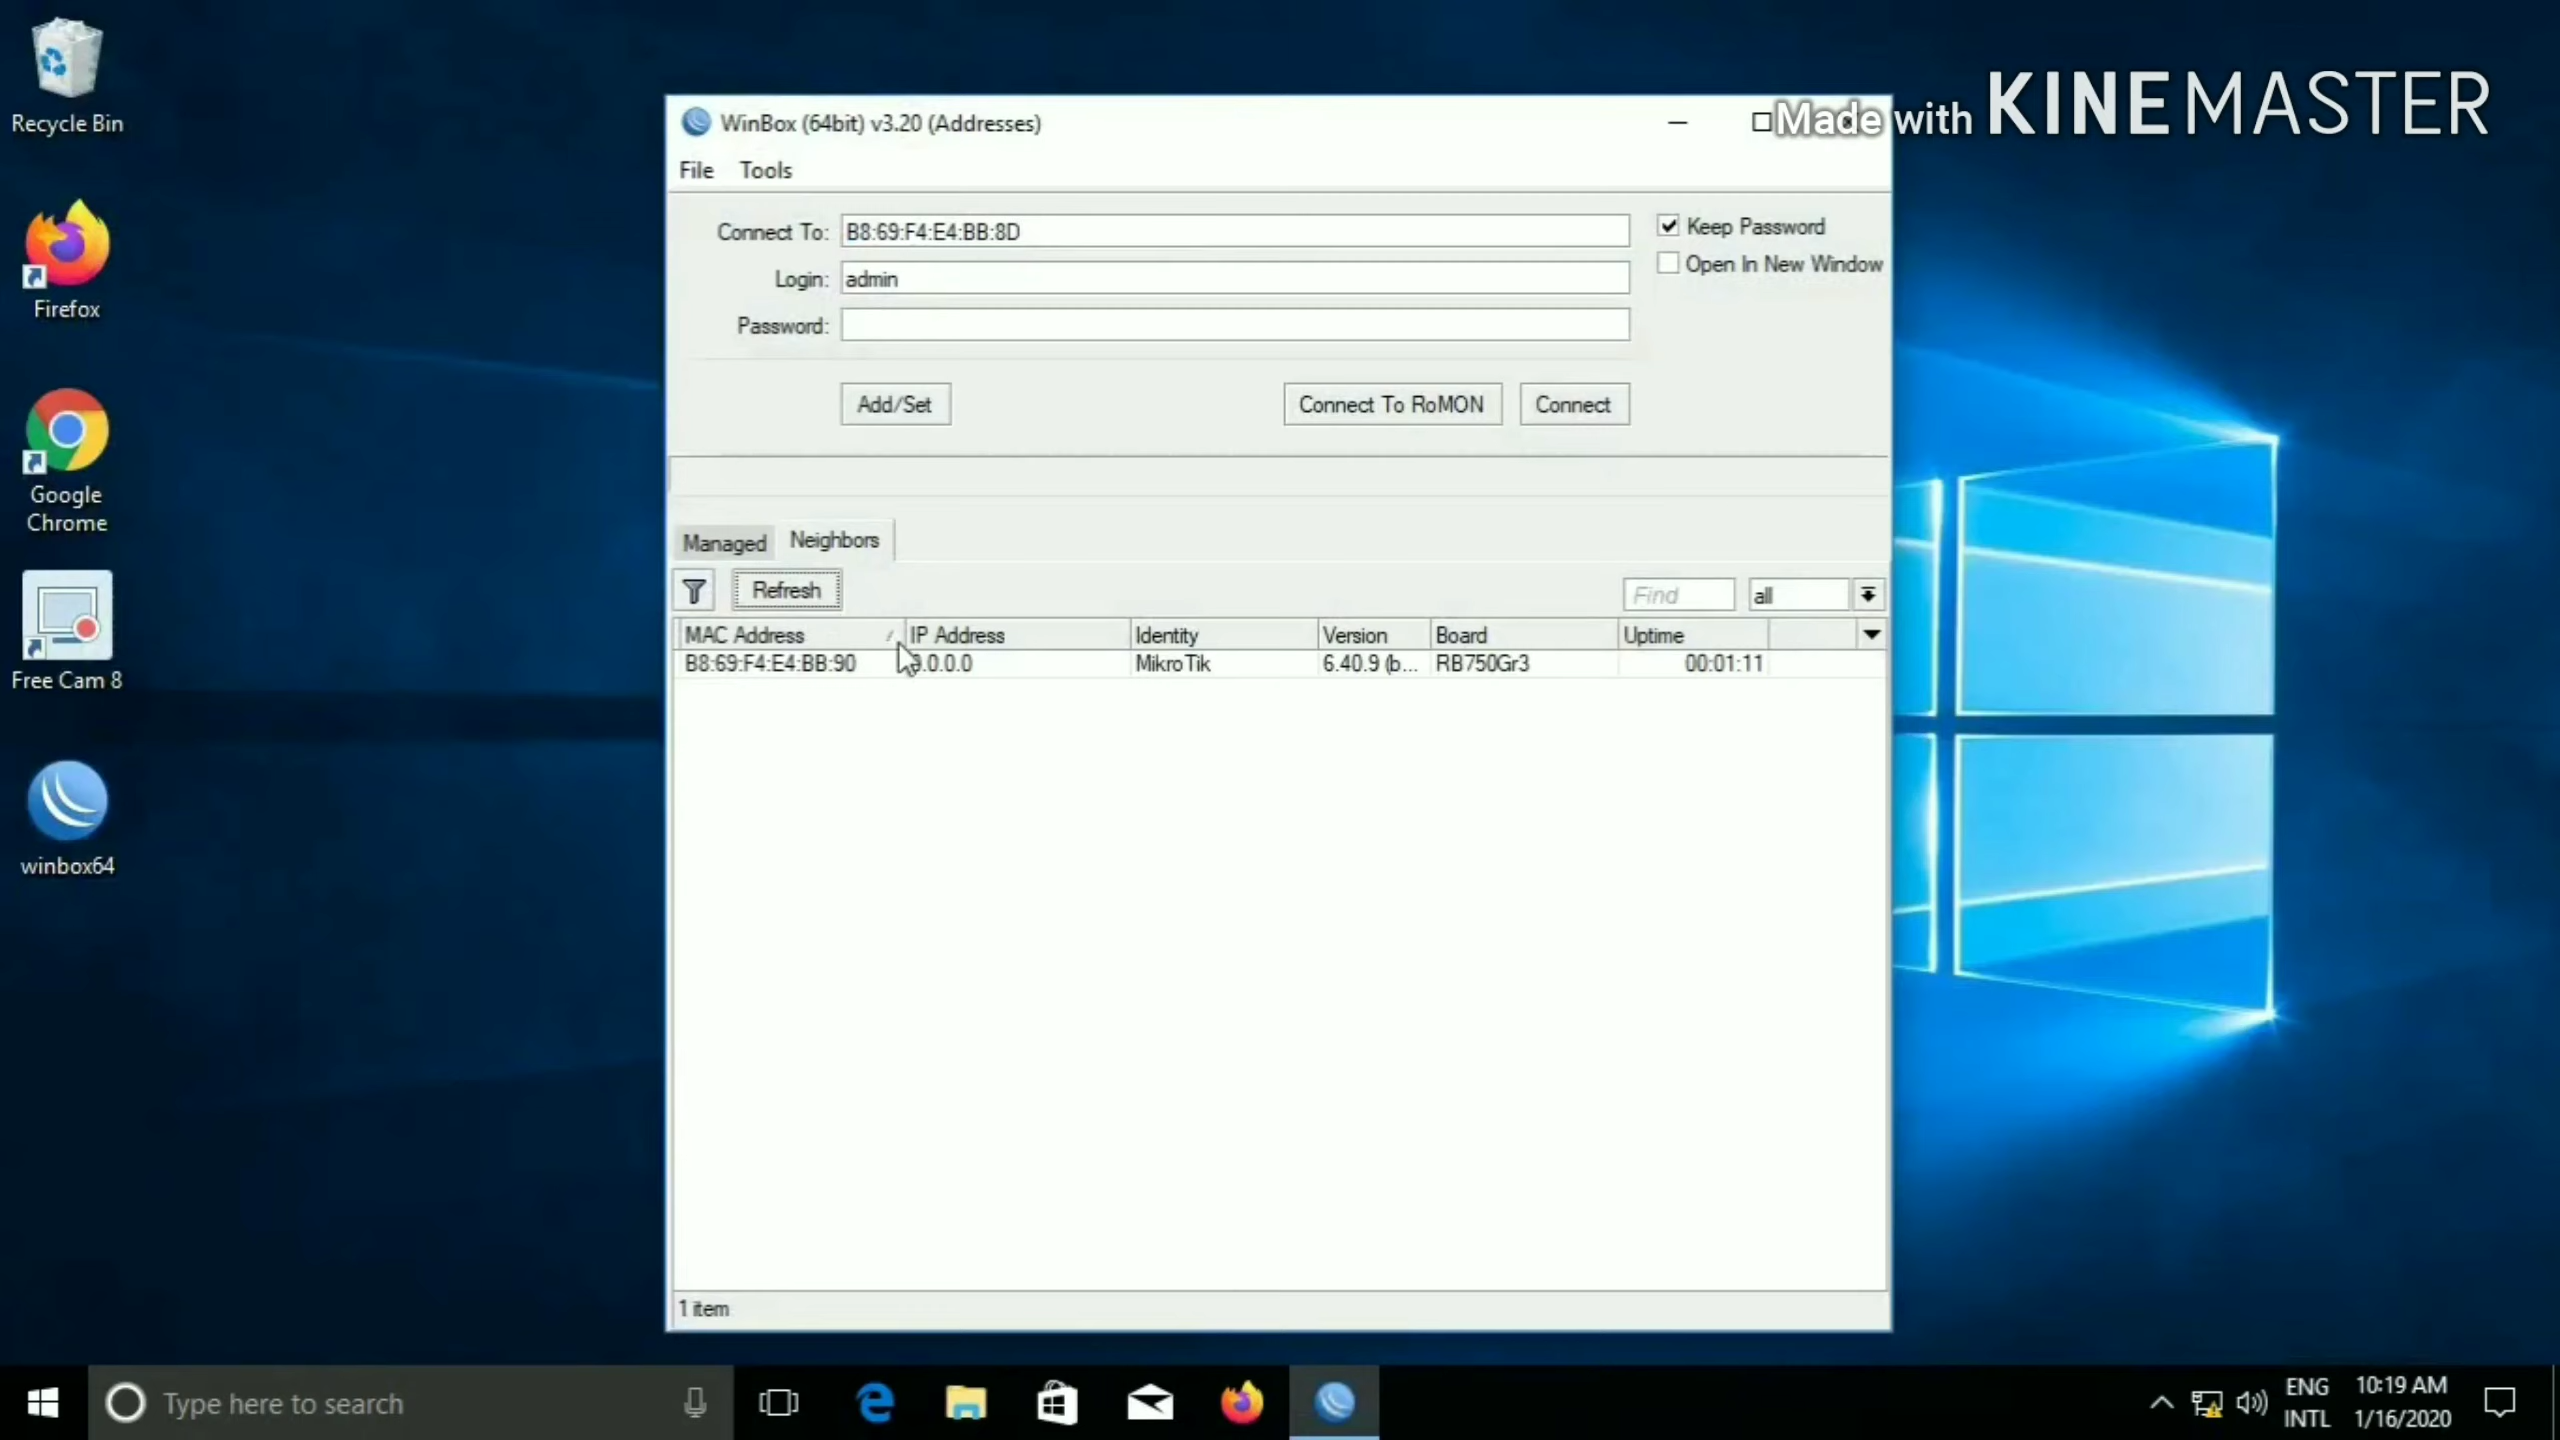 Recycle Bin
Firefox
Google
Chrome
Free Cam 8
winbox64
Made with KINEMASTER
WinBox (64bit) v3.20 (Addresses)
File Tools
Connect To: B8:69:F4:E4:BB:8D
Keep Password
Login: admin
Open In New Window
Password:
Add/Set Connect To RoMON Connect
Managed Neighbors
Refresh Find all
MAC Address IP Address Identity Version Board Uptime
B8:69:F4:E4:BB:90 0.0.0.0 MikroTik 6.40.9 (b... RB750Gr3 00:01:11
1 item
Type here to search
ENG
INTL
10:19 AM
1/16/2020